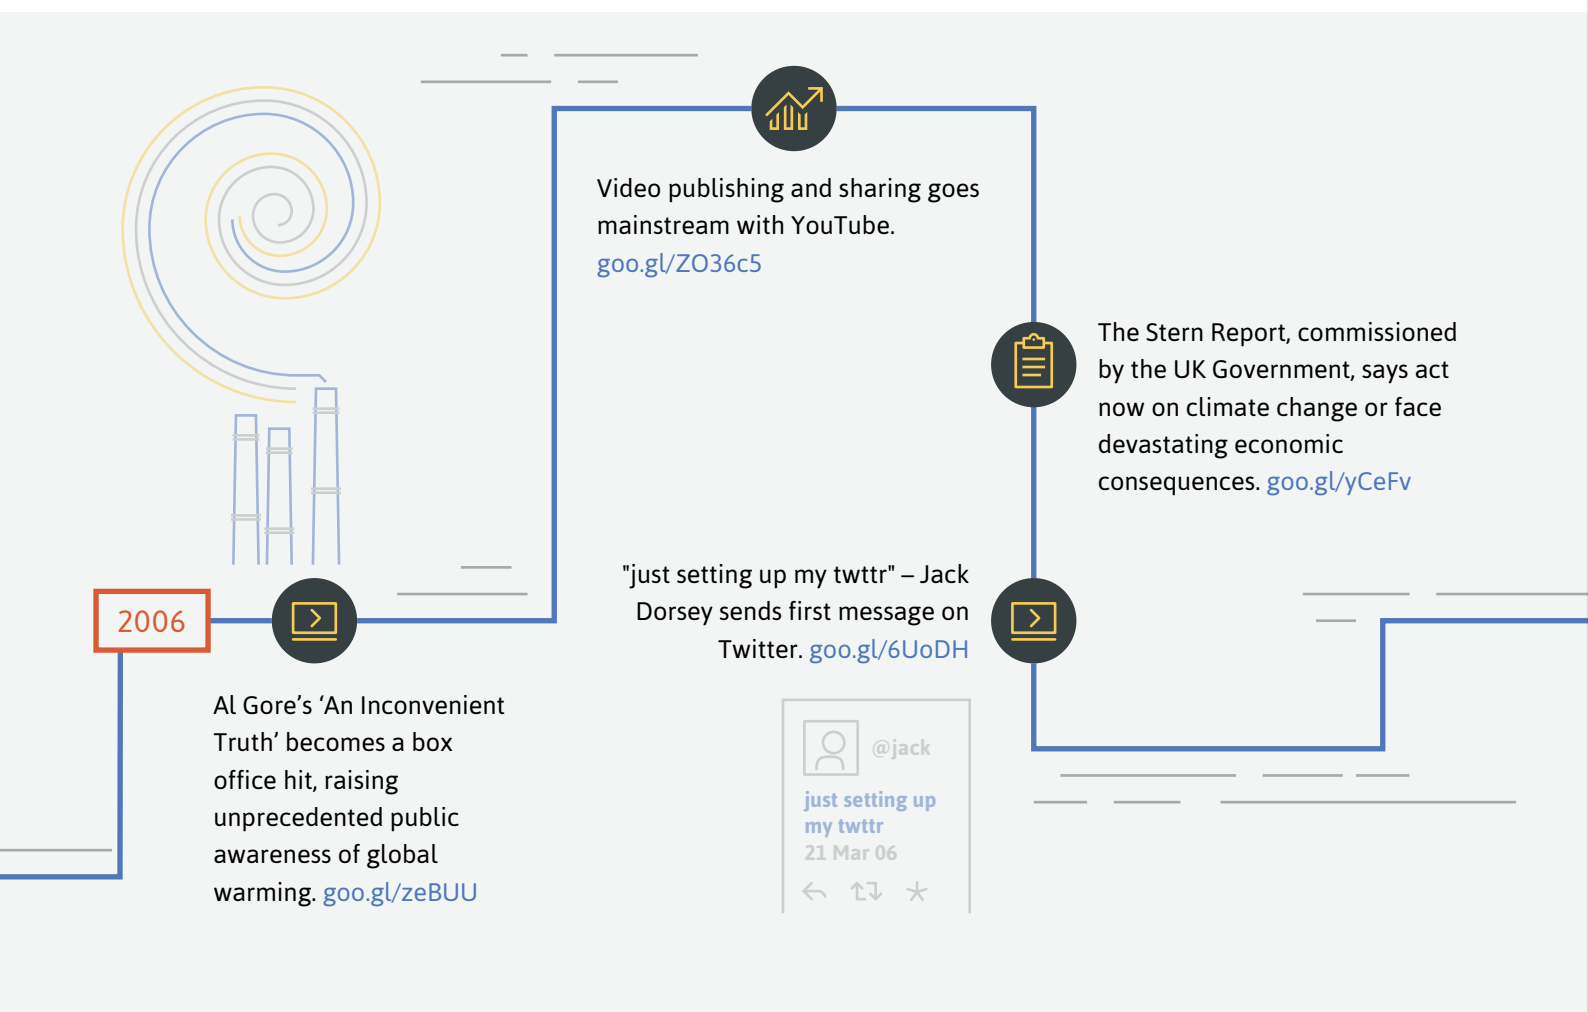 2006
Al Gore’s ‘An Inconvenient
Truth’ becomes a box
office hit, raising
unprecedented public
awareness of global
warming. goo.gl/zeBUU
Video publishing and sharing goes
mainstream with YouTube.
goo.gl/ZO36c5
The Stern Report, commissioned
by the UK Government, says act
now on climate change or face
devastating economic
consequences. goo.gl/yCeFv
"just setting up my twttr" – Jack
Dorsey sends first message on
Twitter. goo.gl/6UoDH
@jack
just setting up
my twttr
21 Mar 06